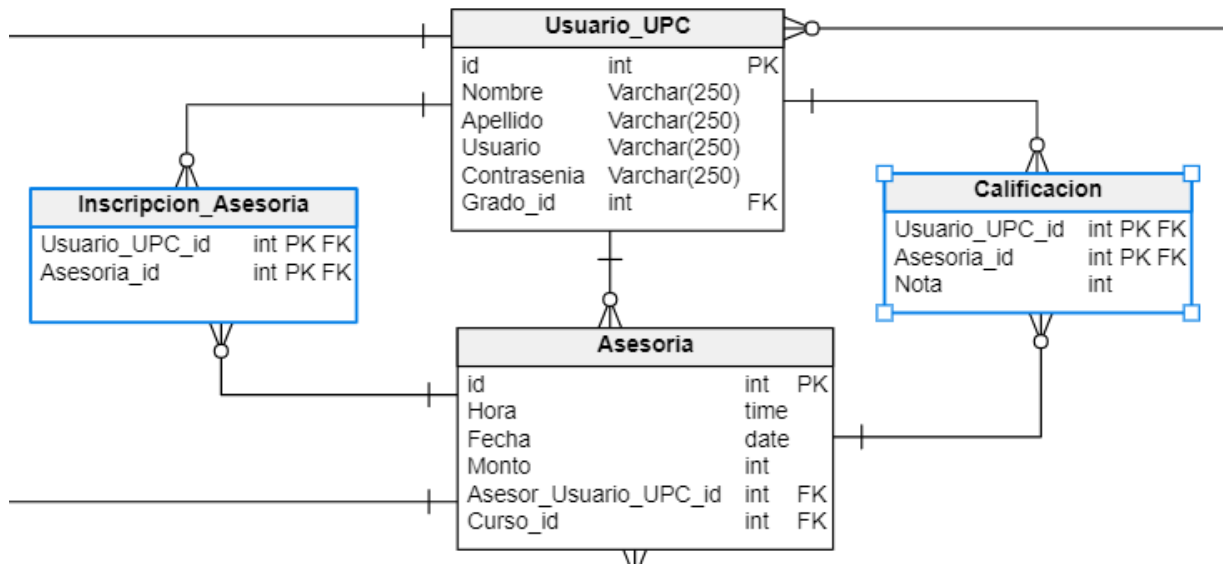 Usuario_UPC
id int PK
Nombre Varchar(250)
Apellido Varchar(250)
Usuario Varchar(250)
Contrasenia Varchar(250)
Grado_id int FK
Inscripcion_Asesoria
Usuario_UPC_id int PK FK
Asesoria_id int PK FK
Calificacion
Usuario_UPC_id int PK FK
Asesoria_id int PK FK
Nota int
Asesoria
id int PK
Hora time
Fecha date
Monto int
Asesor_Usuario_UPC_id int FK
Curso_id int FK